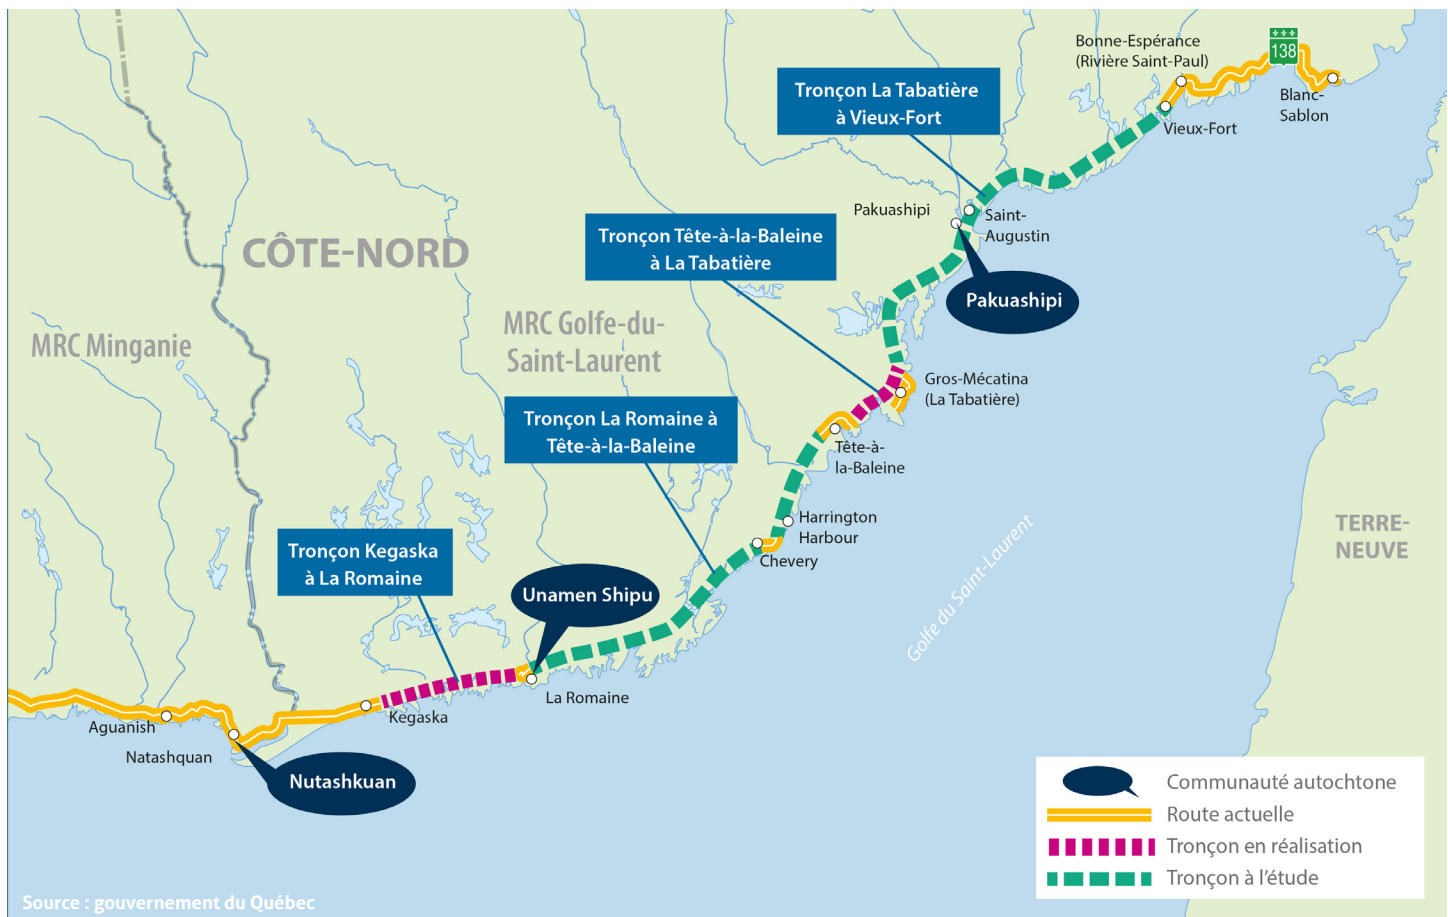 Bonne-Espérance
(Rivière Saint-Paul)
138
Blanc-
Sablon
Vieux-Fort
Tronçon La Tabatière
à Vieux-Fort
Pakuashipi
Saint-
Augustin
Pakuashipi
Tronçon Tête-à-la-Baleine
à La Tabatière
CÔTE-NORD
MRC Minganie
MRC Golfe-du-
Saint-Laurent
Gros-Mécatina
(La Tabatière)
Tronçon La Romaine à
Tête-à-la-Baleine
Tête-à-
la-Baleine
Harrington
Harbour
Chevery
TERRE-
NEUVE
Golfe du Saint-Laurent
Tronçon Kegaska
à La Romaine
Unamen Shipu
La Romaine
Kegaska
Aguanish
Natashquan
Nutashkuan
Communauté autochtone
Route actuelle
Tronçon en réalisation
Tronçon à l'étude
Source : gouvernement du Québec